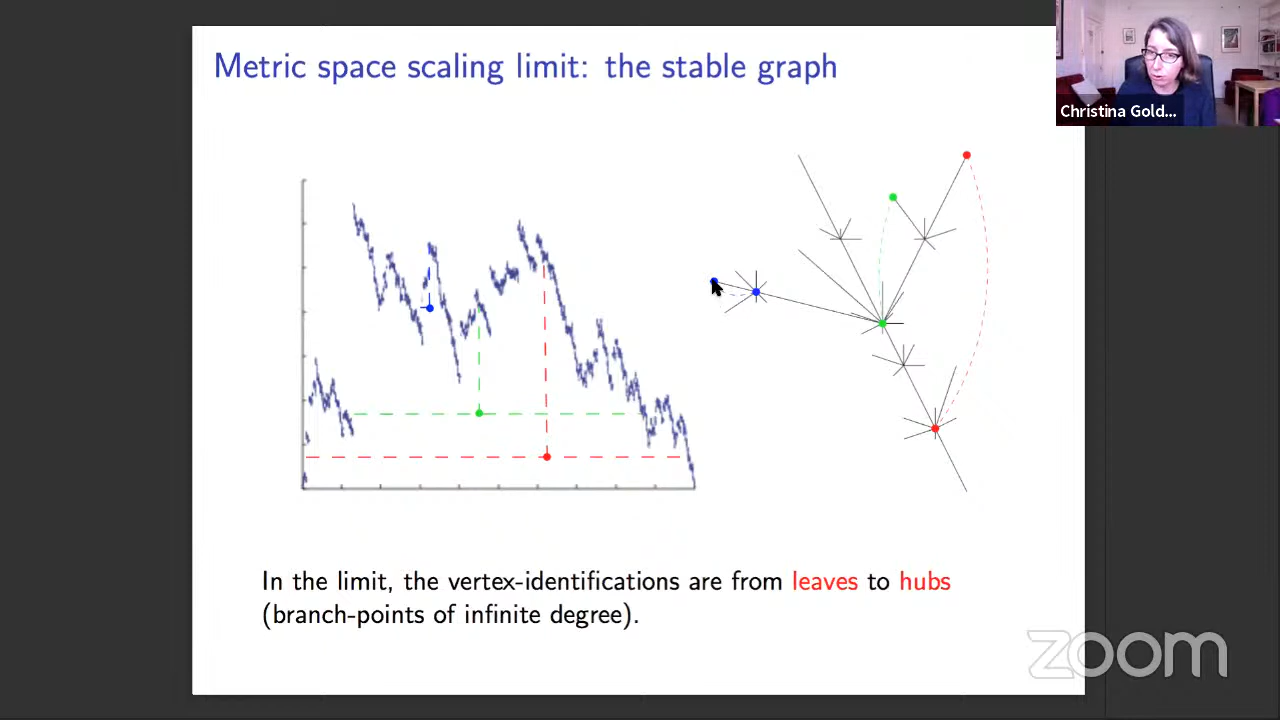 Metric space scaling limit: the stable graph
Christina Gold...
In the limit, the vertex-identifications are from leaves to hubs
(branch-points of infinite degree).
zoom